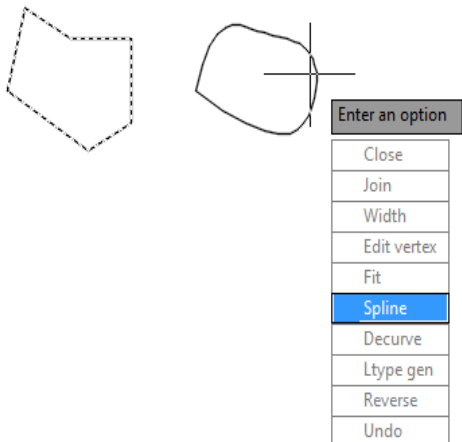 Enter an option
Close
Join
Width
Edit vertex
Fit
Spline
Decurve
Ltype gen
Reverse
Undo